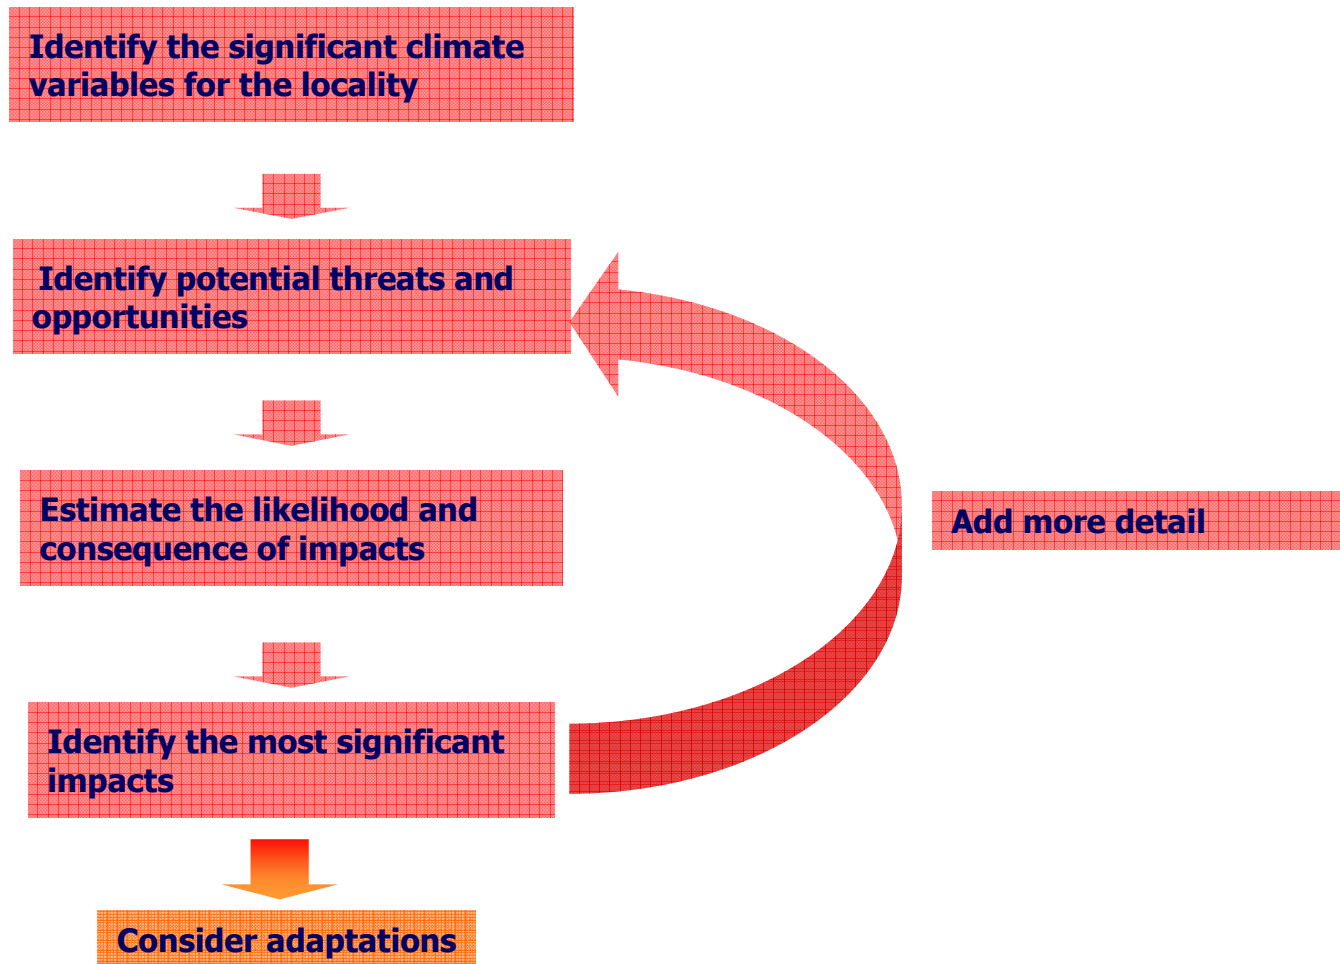 Identify the significant climate
variables for the locality
Identify potential threats and
opportunities
Estimate the likelihood and
consequence of impacts
Add more detail
Identify the most significant
impacts
Consider adaptations